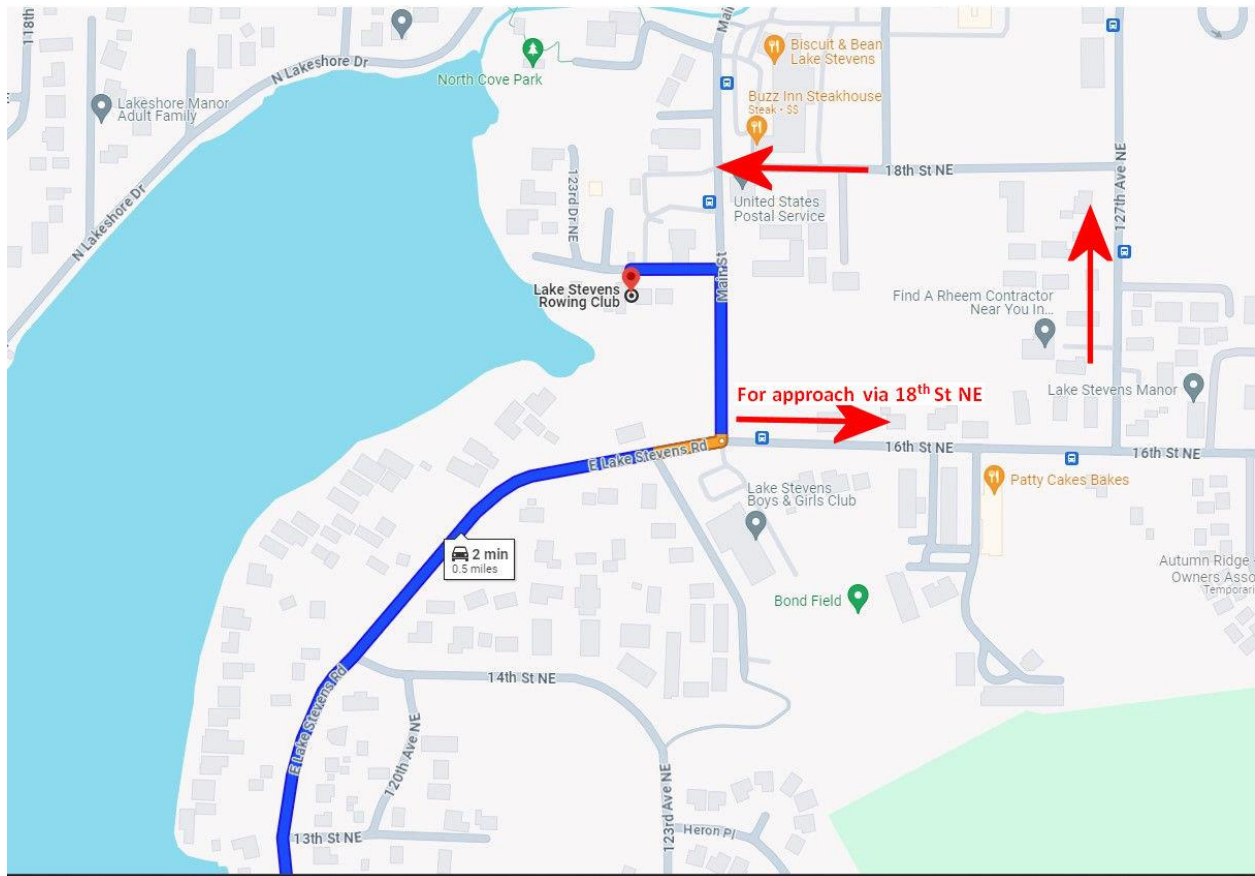 118th
N Lakeshore Dr
Lakeshore Manor
Adult Family
N Lakeshore Dr
North Cove Park
Biscuit & Bean
Lake Stevens
Buzz Inn Steakhouse
Steak • $$
18th St NE
United States
Postal Service
123rd Dr NE
127th Ave NE
Main St
Lake Stevens
Rowing Club
Find A Rheem Contractor
Near You In...
Lake Stevens Manor
For approach via 18th St NE
E Lake Stevens Rd
16th St NE
16th St NE
Patty Cakes Bakes
Lake Stevens
Boys & Girls Club
2 min
0.5 miles
Autumn Ridge
Owners Asso
Temporari
Bond Field
14th St NE
E Lake Stevens Rd
120th Ave NE
13th St NE
123rd Ave NE
Heron Pl